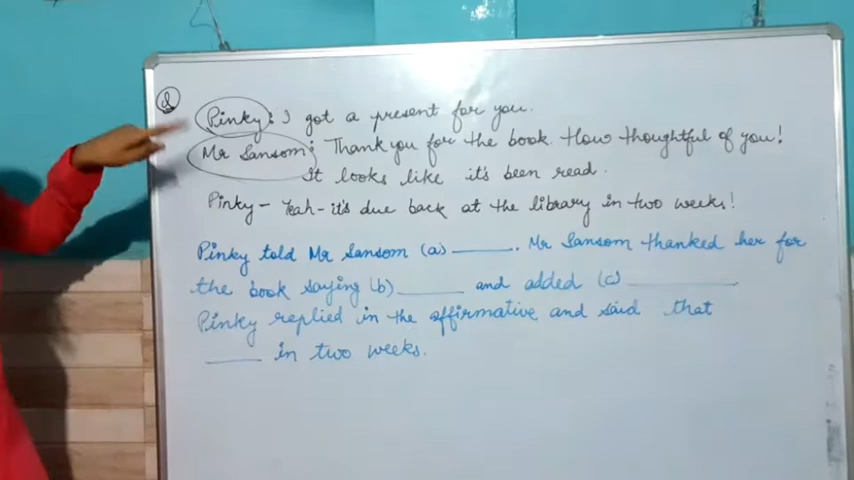 Pinky: I got a present for you.
Mr Sansom: Thank you for the book. How thoughtful of you!
It looks like it's been read.
Pinky - Yeah - it's due back at the library in two weeks!
Pinky told Mr Sansom (a) ______. Mr Sansom thanked her for
the book saying (b) ______ and added (c) ______
Pinky replied in the affirmative and said that
______ in two weeks.